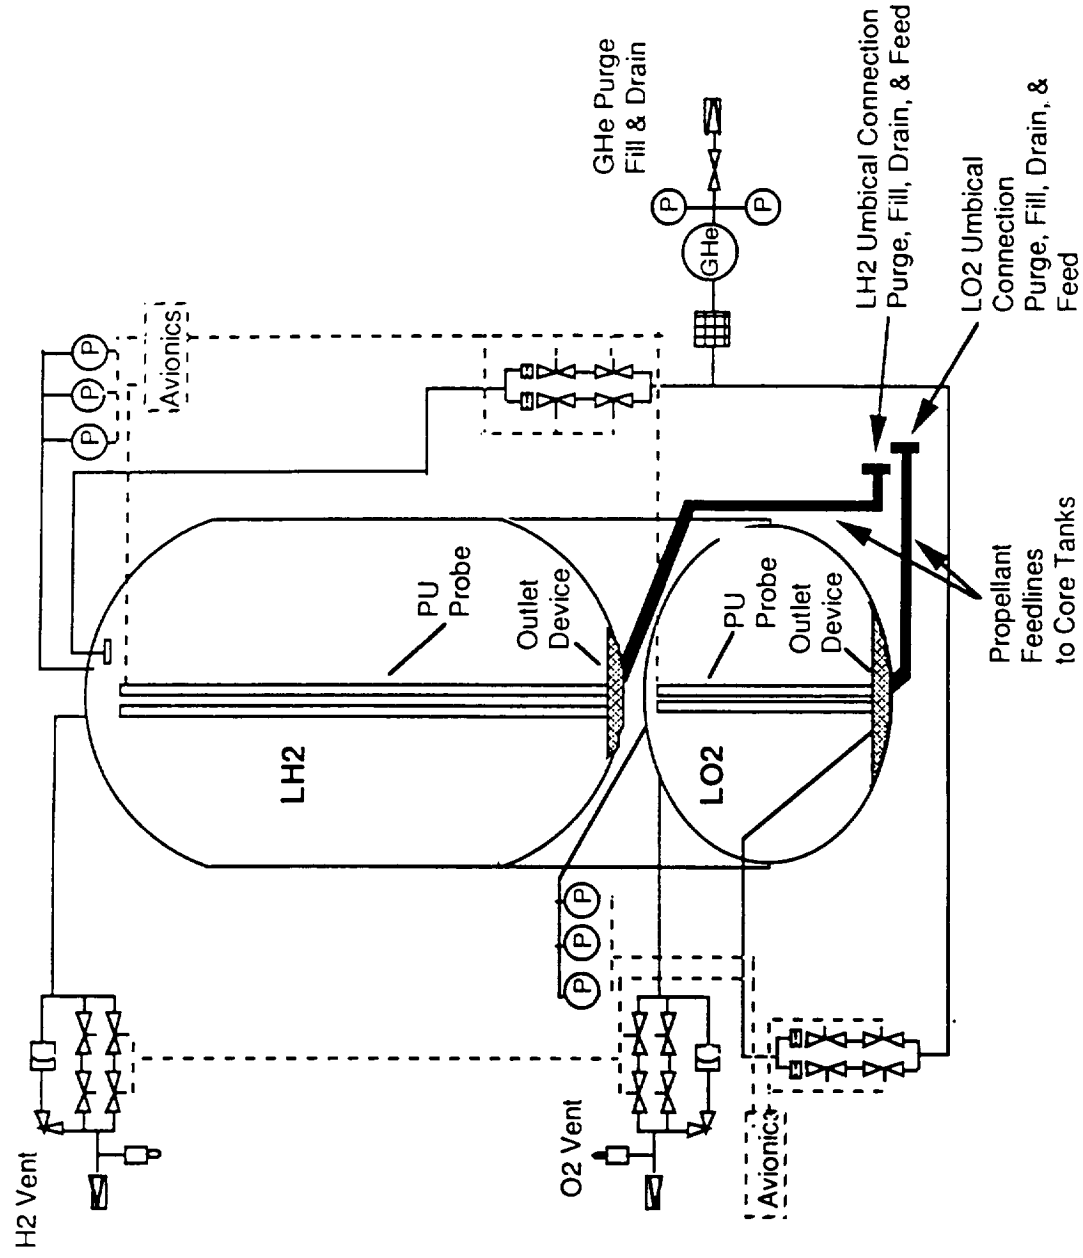 P
P
P
Avionics
GHe Purge
Fill & Drain
P
P
GHe
LH2 Umbical Connection
Purge, Fill, Drain, & Feed
LO2 Umbical
Connection
Purge, Fill, Drain, &
Feed
PU
Probe
Outlet
Device
LH2
PU
Probe
Outlet
Device
LO2
Propellant
Feedlines
to Core Tanks
P
P
P
H2 Vent
O2 Vent
Avionics